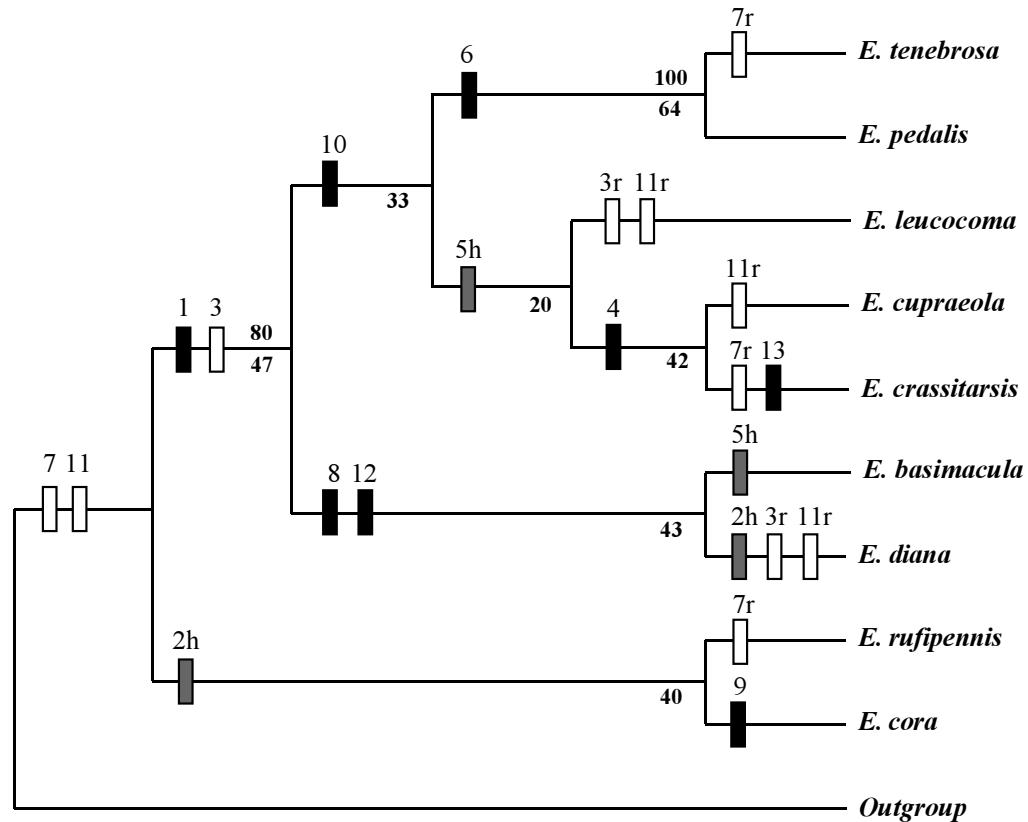 7r
E. tenebrosa
6
100
64
E. pedalis
10
33
3r 11r
E. leucocoma
5h
20
11r
E. cupraeola
1 3
80
47
4
42
7r 13
E. crassitarsis
5h
E. basimacula
7 11
8 12
43
2h 3r 11r
E. diana
2h
7r
E. rufipennis
40
9
E. cora
Outgroup